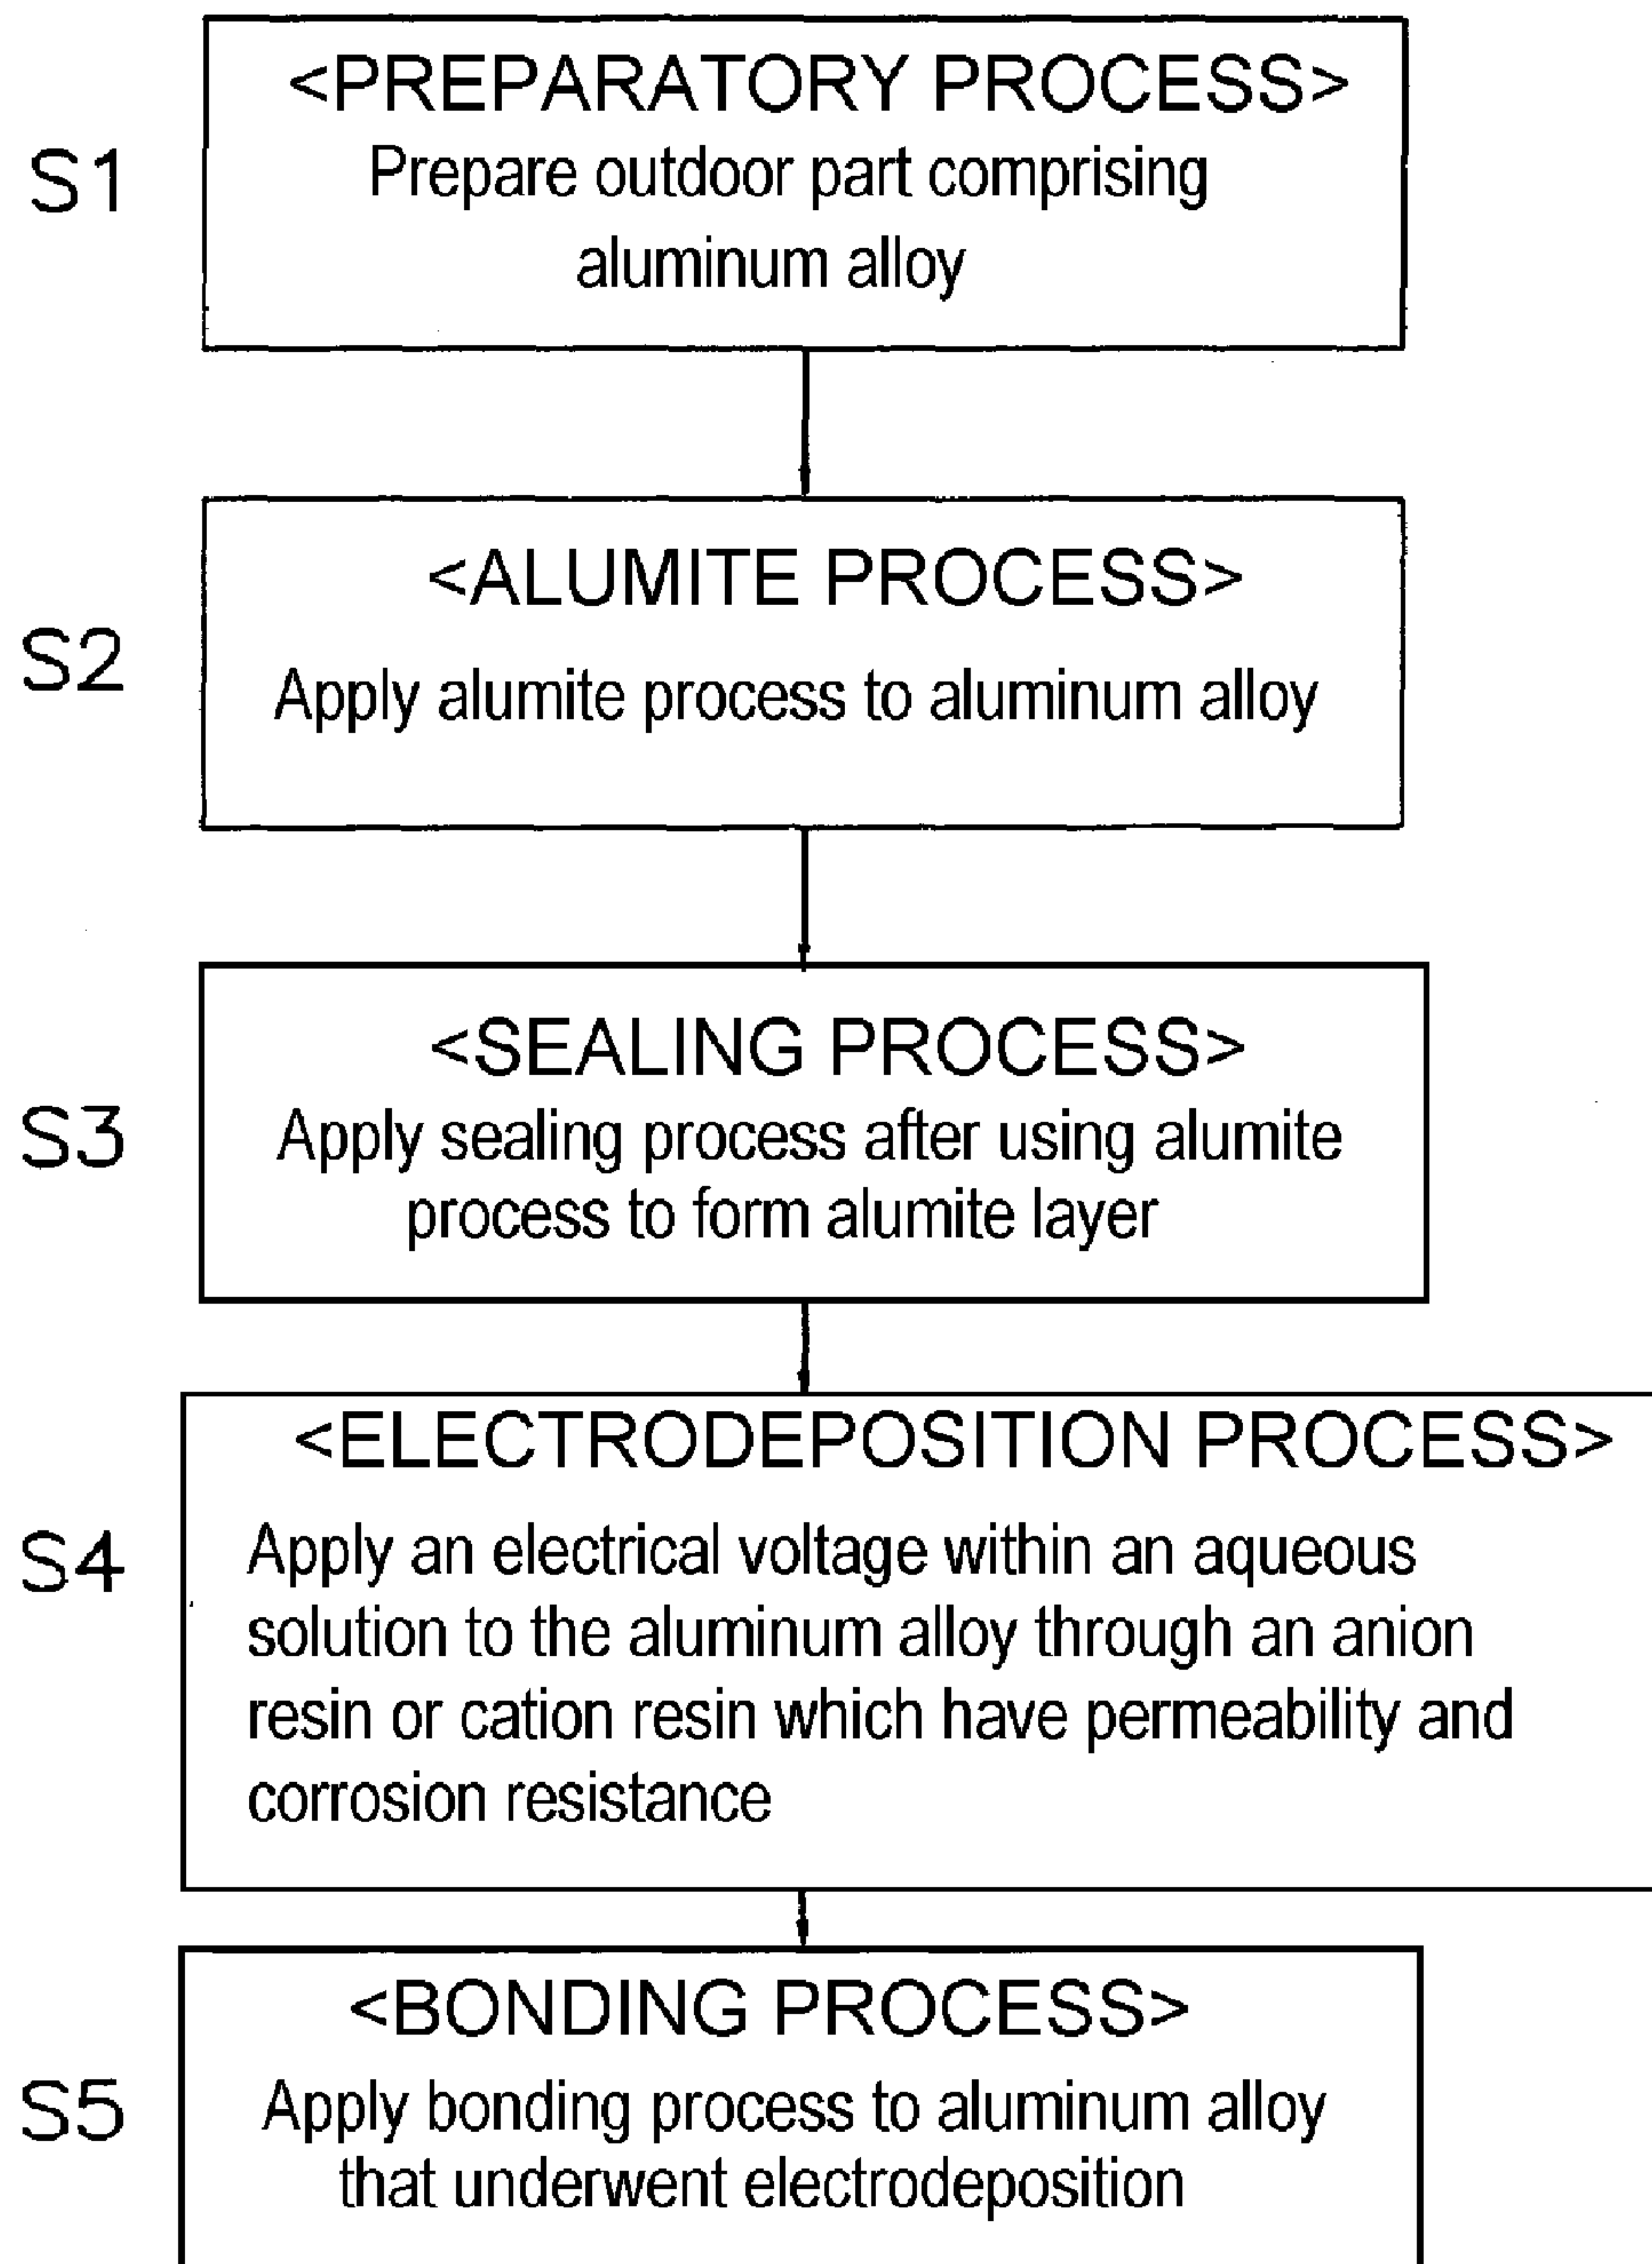 <PREPARATORY PROCESS>
S1
Prepare outdoor part comprising
aluminum alloy
<ALUMITE PROCESS>
S2
Apply alumite process to aluminum alloy
<SEALING PROCESS>
S3
Apply sealing process after using alumite
process to form alumite layer
<ELECTRODEPOSITION PROCESS>
S4
Apply an electrical voltage within an aqueous
solution to the aluminum alloy through an anion
resin or cation resin which have permeability and
corrosion resistance
<BONDING PROCESS>
S5
Apply bonding process to aluminum alloy
that underwent electrodeposition